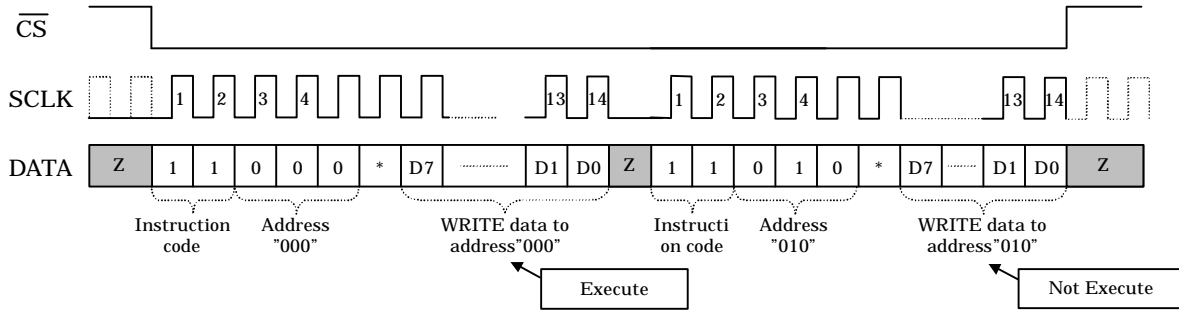 CS
SCLK 1 2 3 4 13 14 1 2 3 4 13 14
DATA Z 1 1 0 0 0 * D7 D1 D0 Z 1 1 0 1 0 * D7 D1 D0 Z
Instruction Address WRITE data to Instructi Address WRITE data to
code "000" address"000" on code "010" address"010"
Execute Not Execute